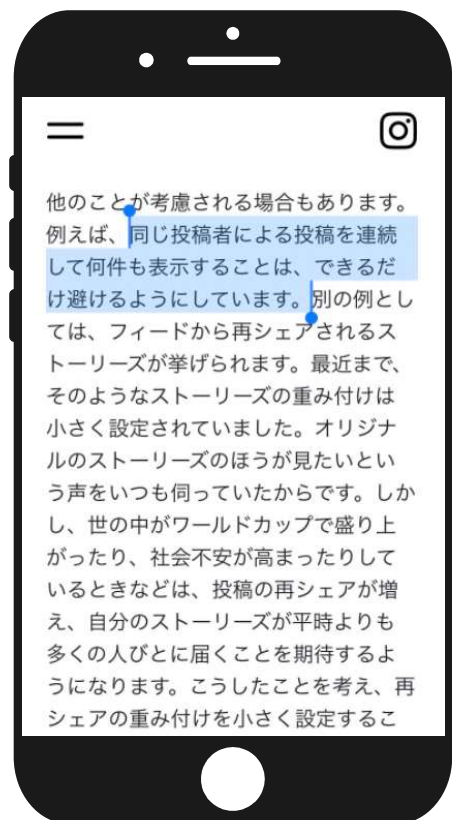 他のことが考慮される場合もあります。
例えば、同じ投稿者による投稿を連続
して何件も表示することは、できるだ
け避けるようにしています。別の例とし
ては、フィードから再シェアされるス
トーリーズが挙げられます。最近まで、
そのようなストーリーズの重み付けは
小さく設定されていました。オリジナ
ルのストーリーズのほうが見たいとい
う声をいつも伺っていたからです。しか
し、世の中がワールドカップで盛り上
がったり、社会不安が高まったりして
いるときなどは、投稿の再シェアが増
え、自分のストーリーズが平時よりも
多くの人びとに届くことを期待するよ
うになります。こうしたことを考え、再
シェアの重み付けを小さく設定するこ